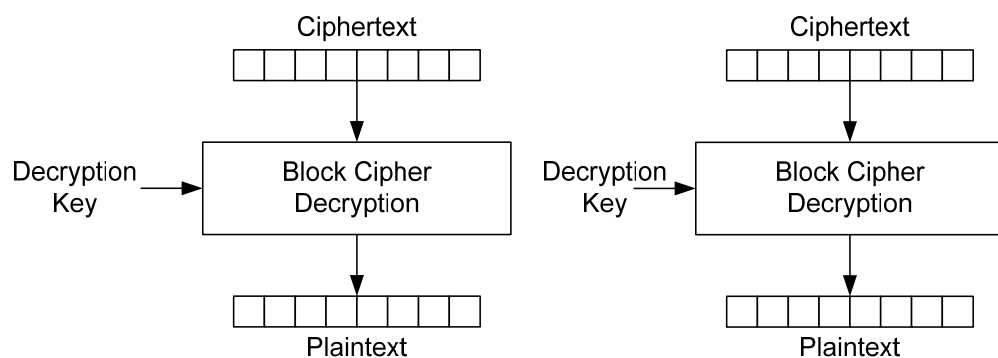 Ciphertext
Decryption
Key
Block Cipher
Decryption
Plaintext
Ciphertext
Decryption
Key
Block Cipher
Decryption
Plaintext